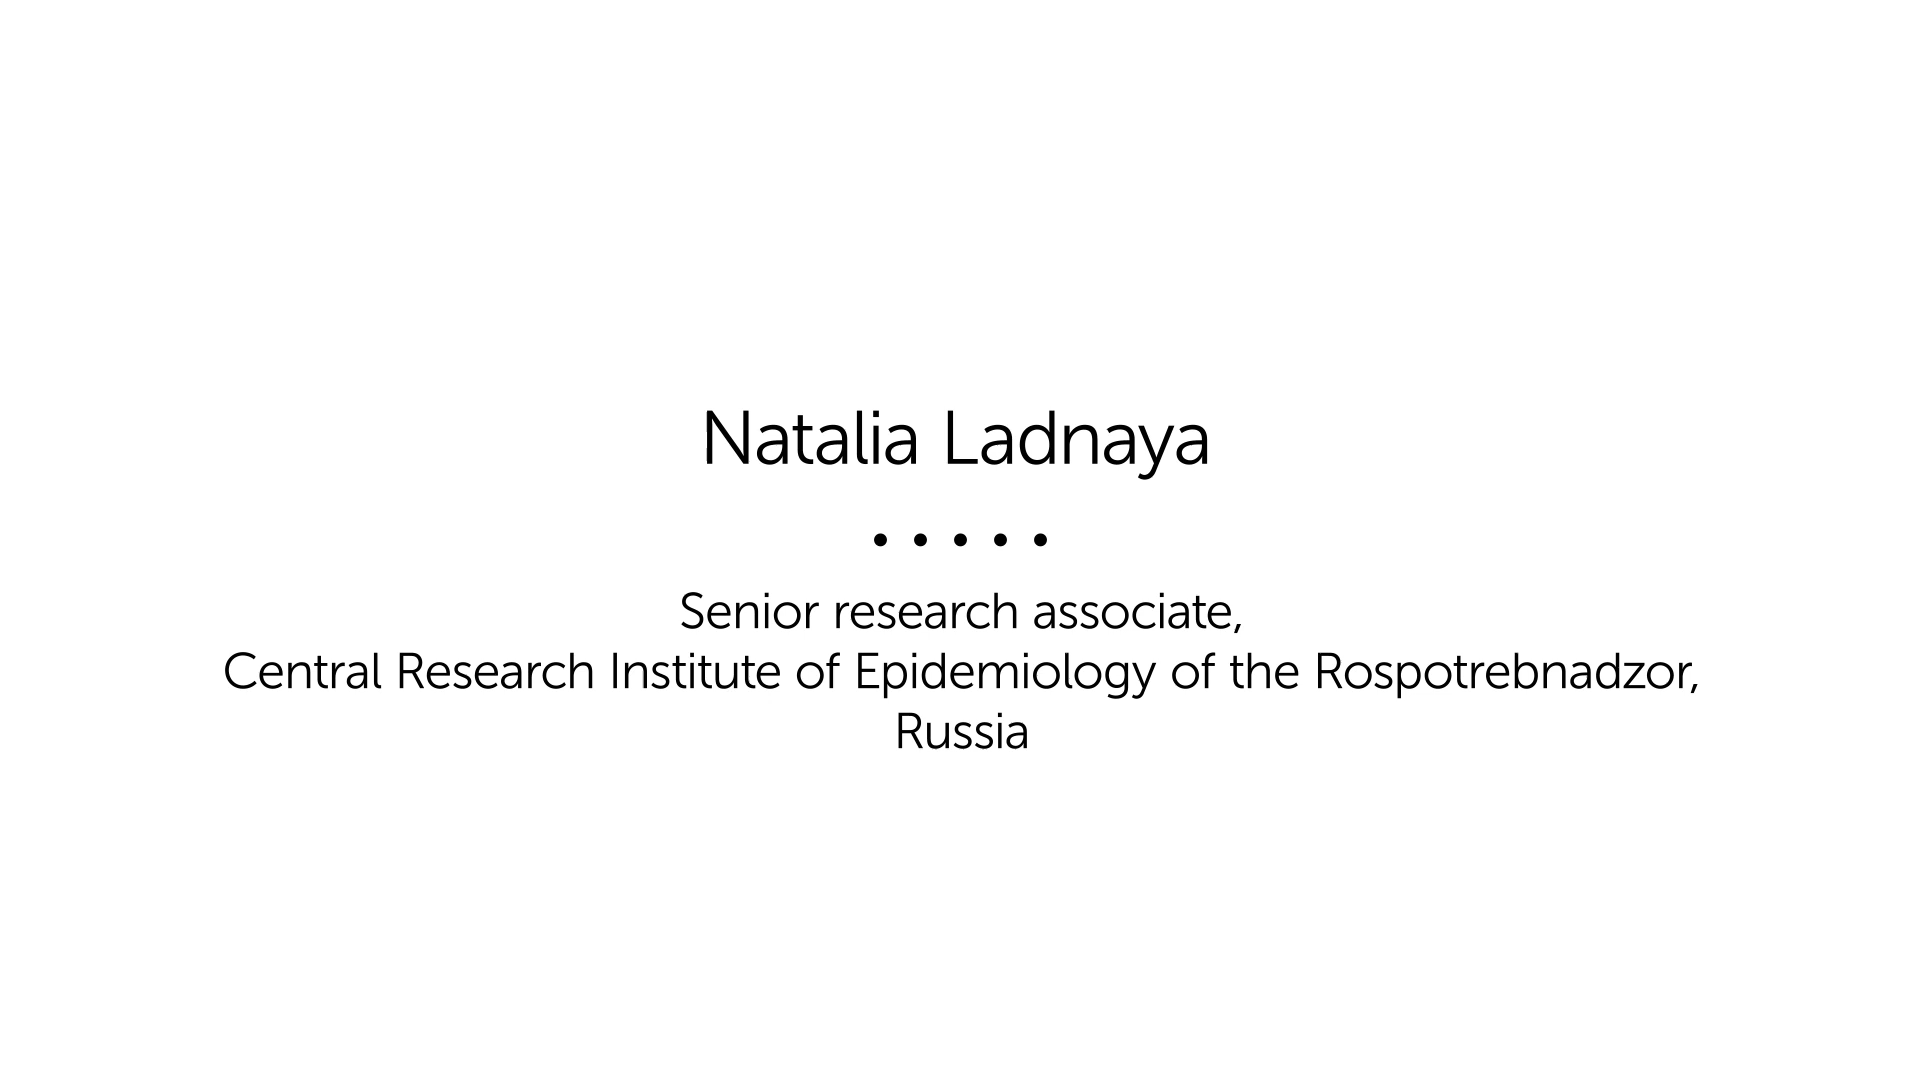 Natalia Ladnaya
• • • • •
Senior research associate,
Central Research Institute of Epidemiology of the Rospotrebnadzor,
Russia